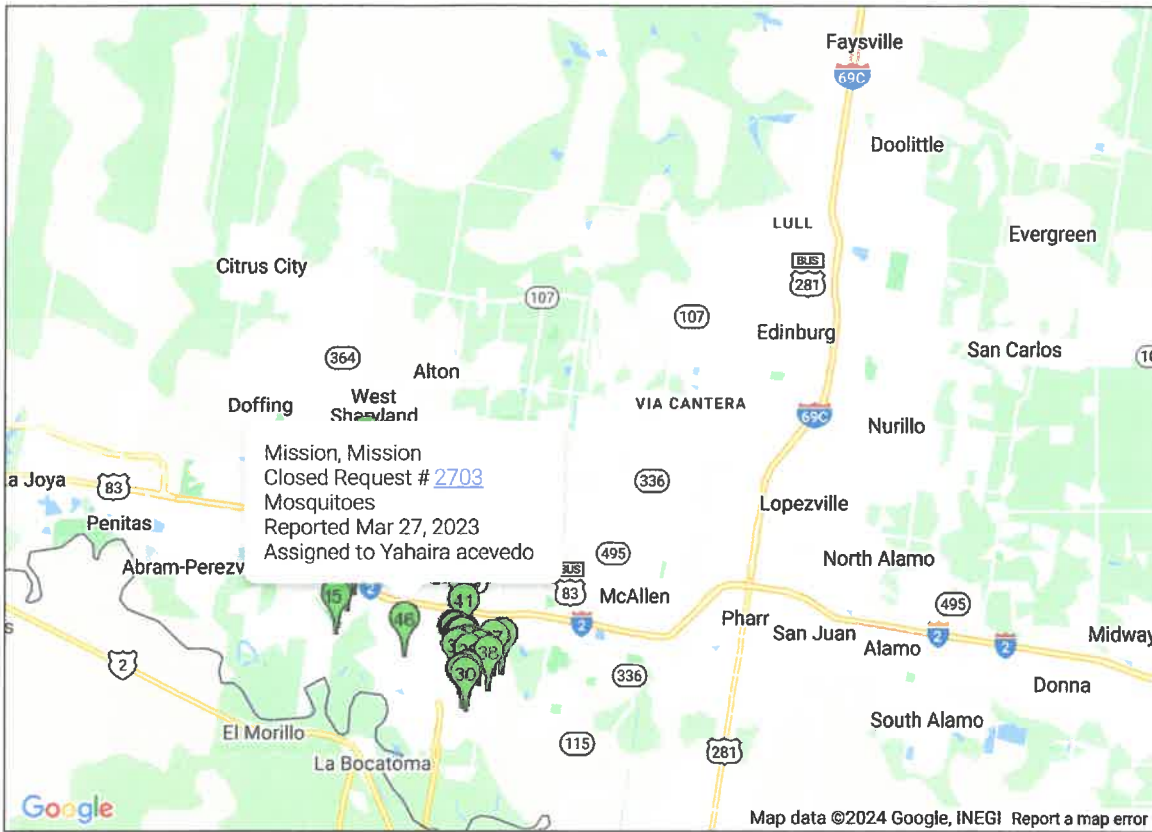 Faysville
69C
Doolittle
LULL
Evergreen
BUS
281
Citrus City
107
107
Edinburg
San Carlos
364
Alton
West
Sharyland
Doffing
VIA CANTERA
69C
Nurillo
Mission, Mission
Closed Request # 2703
Mosquitoes
Reported Mar 27, 2023
Assigned to Yahaira acevedo
a Joya
83
336
Lopezville
Penitas
495
North Alamo
Abram-Perezv
BUS
83
McAllen
15
2
41
46
495
Pharr
San Juan
2
2
Midway
Alamo
2
38
30
336
Donna
2
South Alamo
El Morillo
115
281
La Bocatoma
Google
Map data ©2024 Google, INEGI Report a map error